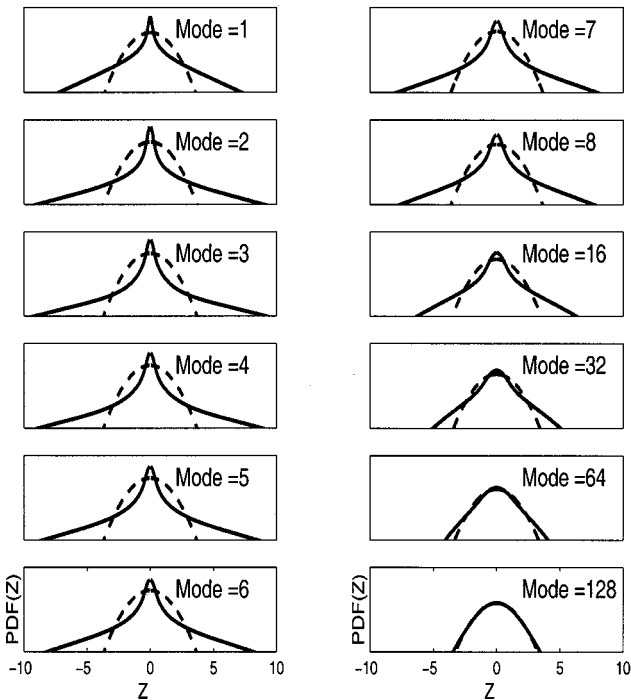 Mode =1
Mode =2
Mode =3
Mode =4
Mode =5
Mode =6
PDF(Z)
−10 −5 0 5 10
Z
Mode =7
Mode =8
Mode =16
Mode =32
Mode =64
Mode =128
PDF(Z)
−10 −5 0 5 10
Z